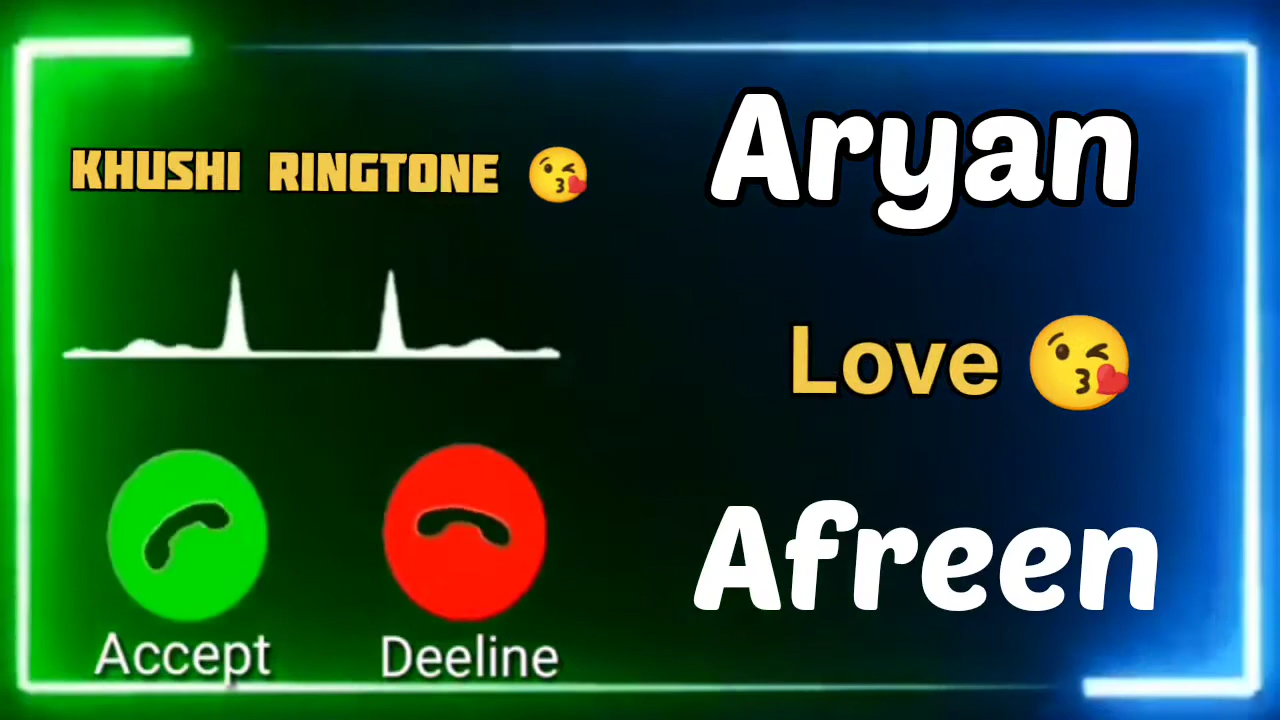 KHUSHI RINGTONE 😘
Accept
Deeline
Aryan
Love 😘
Afreen